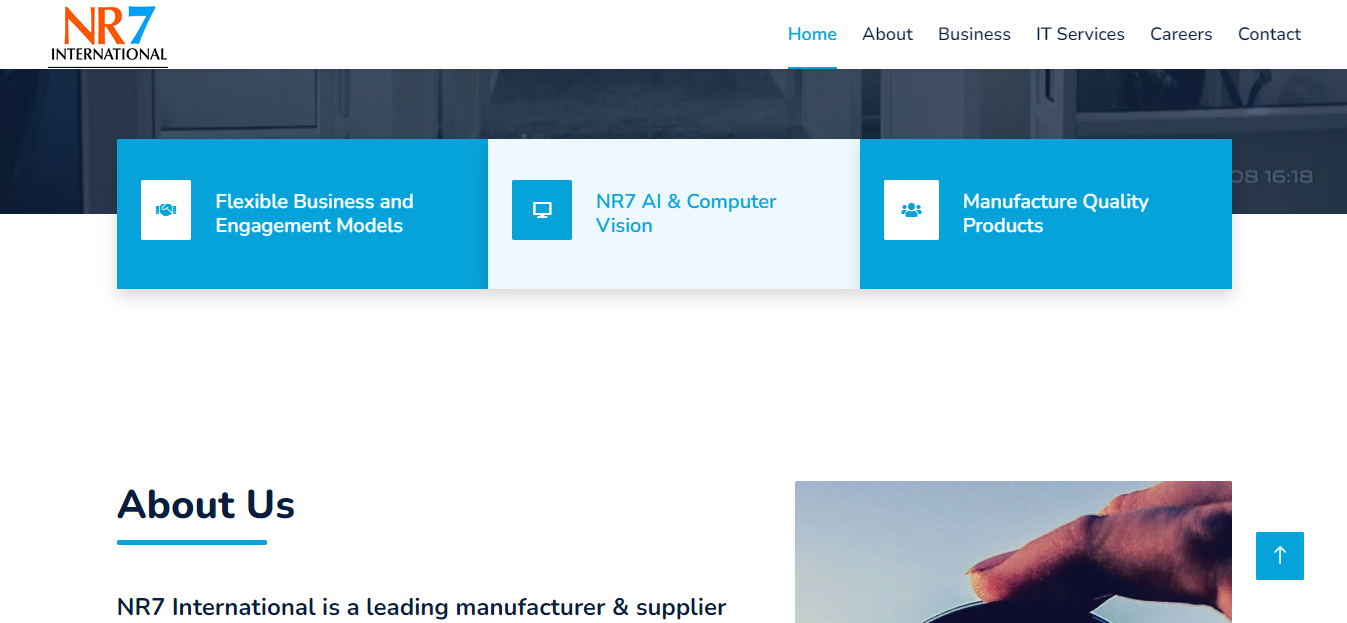 NR7
INTERNATIONAL
Home About Business IT Services Careers Contact
08 16:18
Flexible Business and
Engagement Models
NR7 AI & Computer
Vision
Manufacture Quality
Products
About Us
NR7 International is a leading manufacturer & supplier